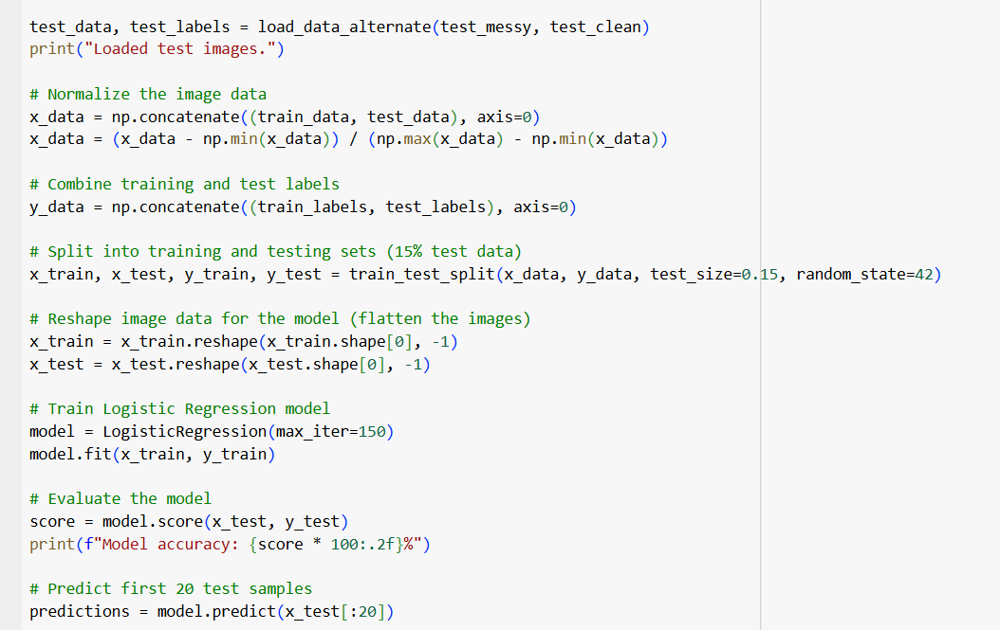 test_data, test_labels = load_data_alternate(test_messy, test_clean)
print("Loaded test images.")
# Normalize the image data
x_data = np.concatenate((train_data, test_data), axis=0)
x_data = (x_data - np.min(x_data)) / (np.max(x_data) - np.min(x_data))
# Combine training and test labels
y_data = np.concatenate((train_labels, test_labels), axis=0)
# Split into training and testing sets (15% test data)
x_train, x_test, y_train, y_test = train_test_split(x_data, y_data, test_size=0.15, random_state=42)
# Reshape image data for the model (flatten the images)
x_train = x_train.reshape(x_train.shape[0], -1)
x_test = x_test.reshape(x_test.shape[0], -1)
# Train Logistic Regression model
model = LogisticRegression(max_iter=150)
model.fit(x_train, y_train)
# Evaluate the model
score = model.score(x_test, y_test)
print(f"Model accuracy: {score * 100:.2f}%")
# Predict first 20 test samples
predictions = model.predict(x_test[:20])